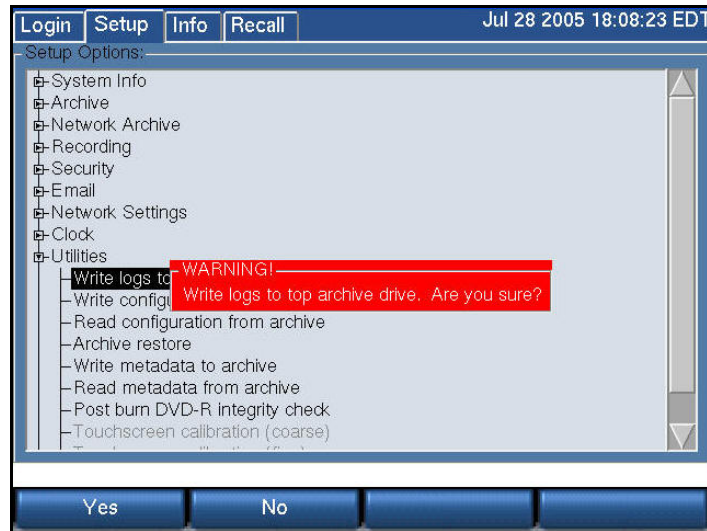 Login Setup Info Recall Jul 28 2005 18:08:23 EDT
Setup Options:
System Info
Archive
Network Archive
Recording
Security
Email
Network Settings
Clock
Utilities
Write logs to
WARNING!
Write logs to top archive drive. Are you sure?
Write
Read configuration from archive
Archive restore
Write metadata to archive
Read metadata from archive
Post burn DVD-R integrity check
Touchscreen calibration (coarse)
Yes No